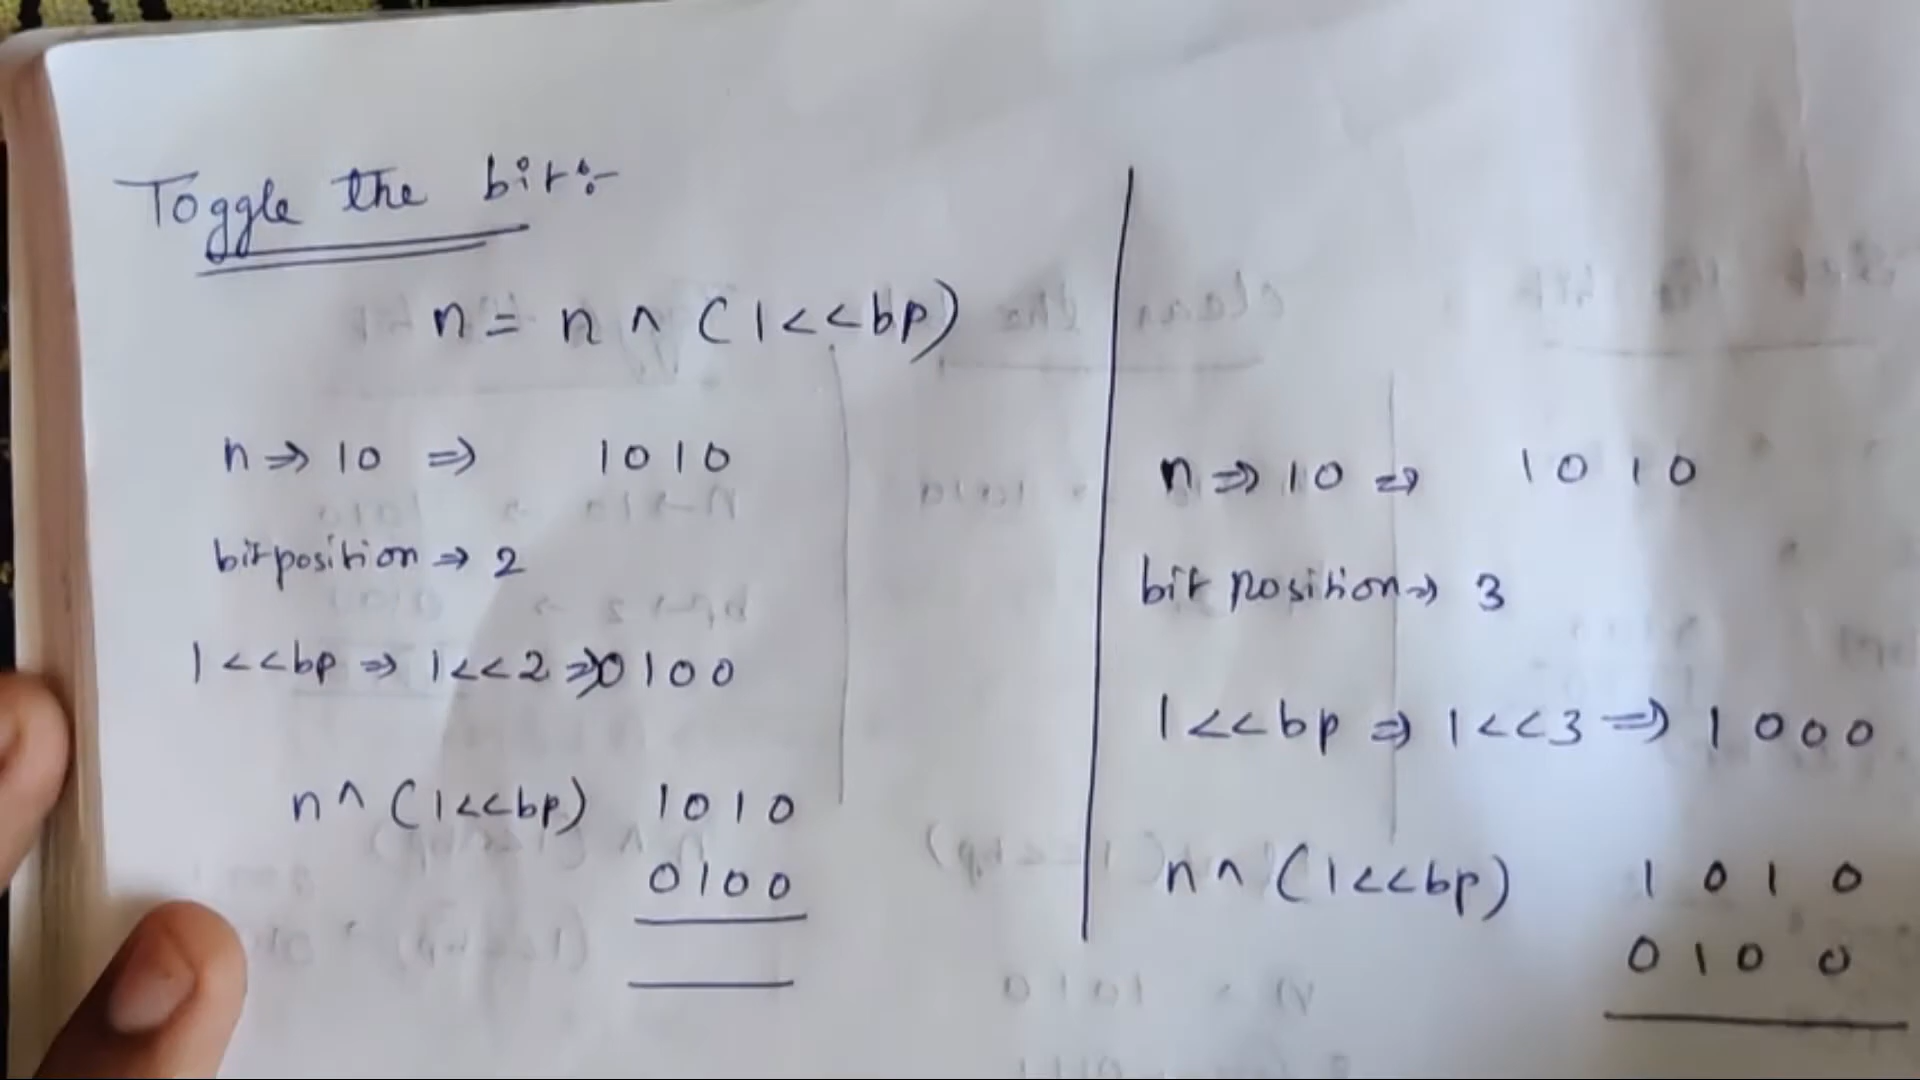 Toggle the bit:-
n = n ^ (1<<bp)
n => 10 => 1010
bitposition => 2
1<<bp => 1<<2 => 0100
n ^ (1<<bp) 1010
0100
n => 10 => 1010
bit position => 3
1<<bp => 1<<3 => 1000
n ^ (1<<bp) 1010
0100